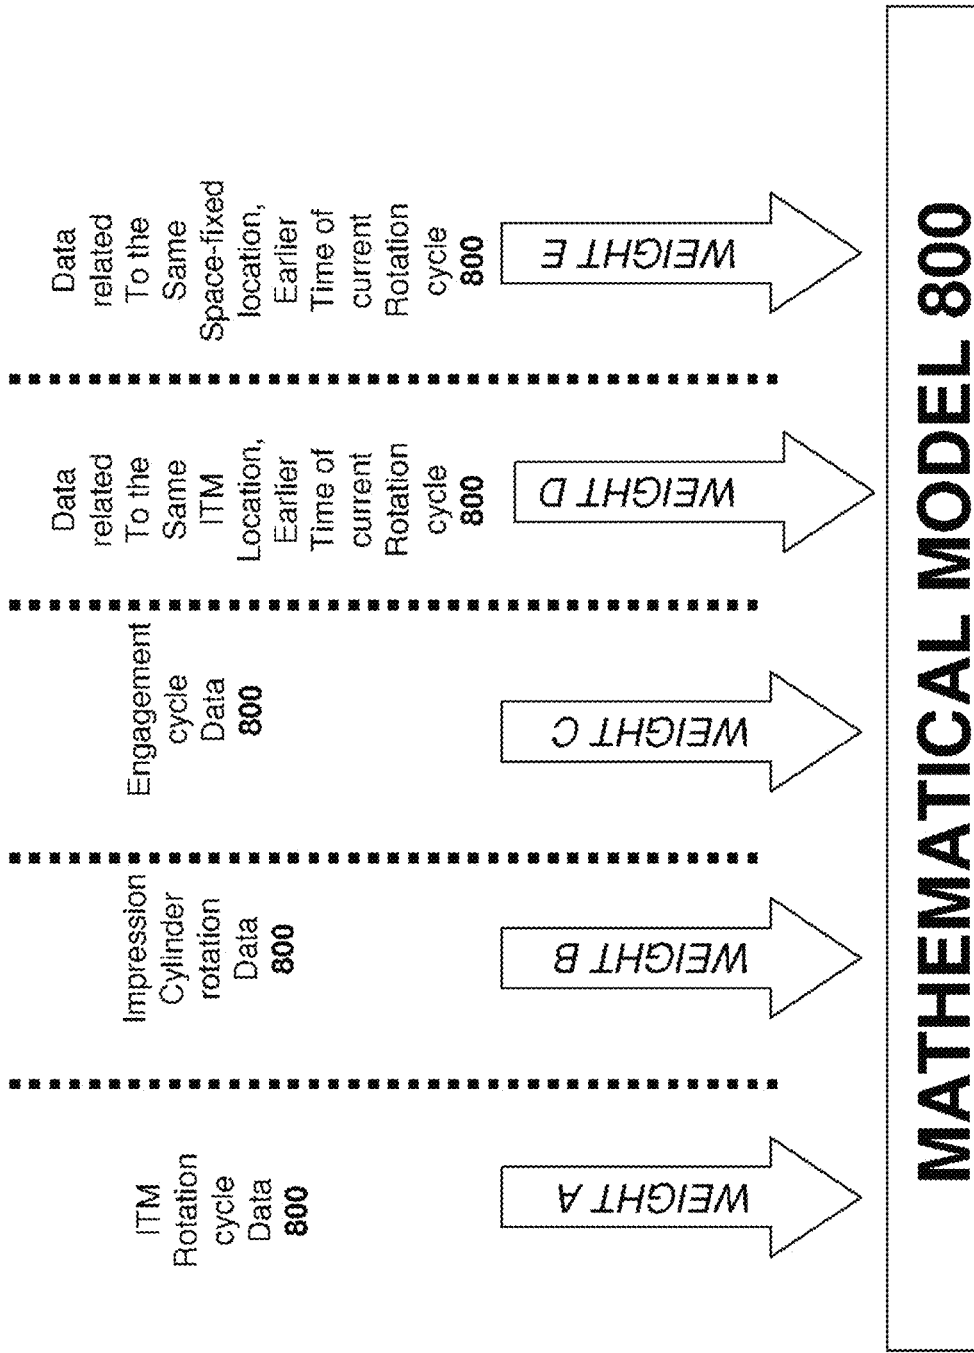 ITM
Rotation
cycle
Data
800
WEIGHT A
Impression
Cylinder
rotation
Data
800
WEIGHT B
Engagement
cycle
Data
800
WEIGHT C
Data
related
To the
Same
ITM
Location,
Earlier
Time of
current
Rotation
cycle
800
WEIGHT D
Data
related
To the
Same
Space-fixed
location,
Earlier
Time of
current
Rotation
cycle
800
WEIGHT E
MATHEMATICAL MODEL 800